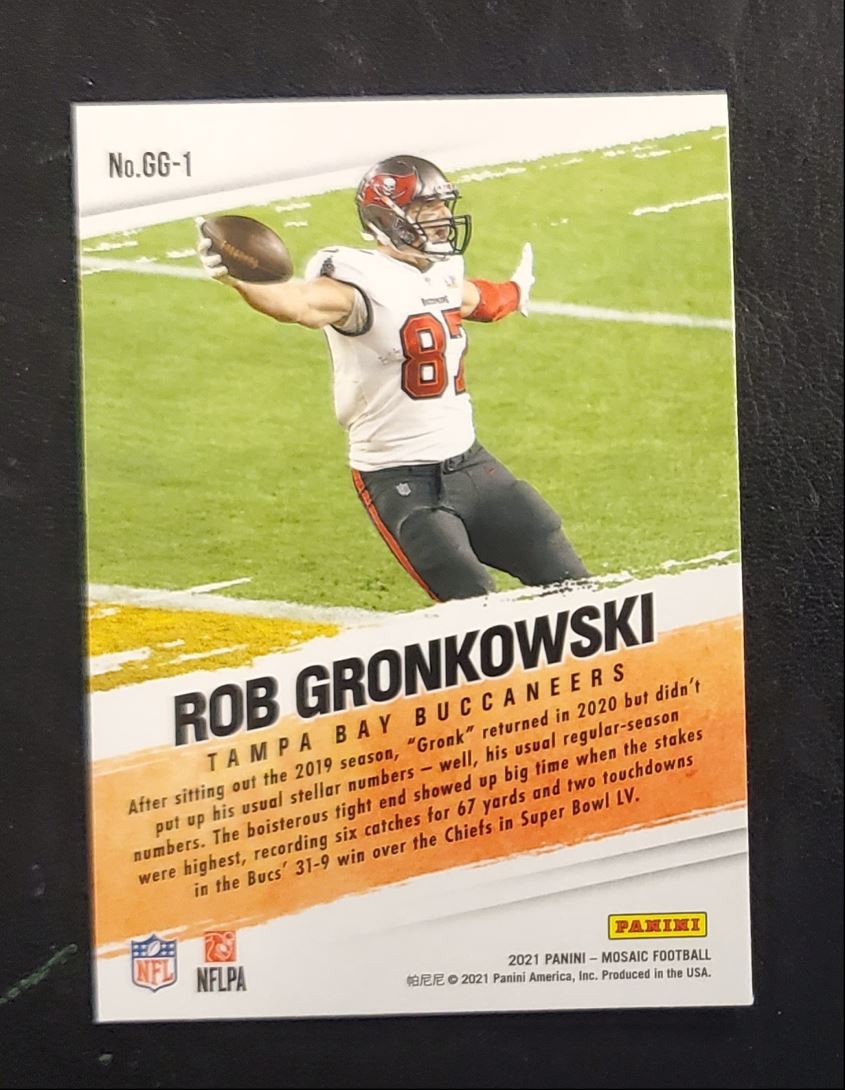 No.GG-1
BUCCANEERS
87
ROB GRONKOWSKI
TAMPA BAY BUCCANEERS
After sitting out the 2019 season, “Gronk” returned in 2020 but didn’t
put up his usual stellar numbers – well, his usual regular-season
numbers. The boisterous tight end showed up big time when the stakes
were highest, recording six catches for 67 yards and two touchdowns
in the Bucs’ 31-9 win over the Chiefs in Super Bowl LV.
PANINI
NFL
NFLPA
2021 PANINI – MOSAIC FOOTBALL
帕尼尼 © 2021 Panini America, Inc. Produced in the USA.